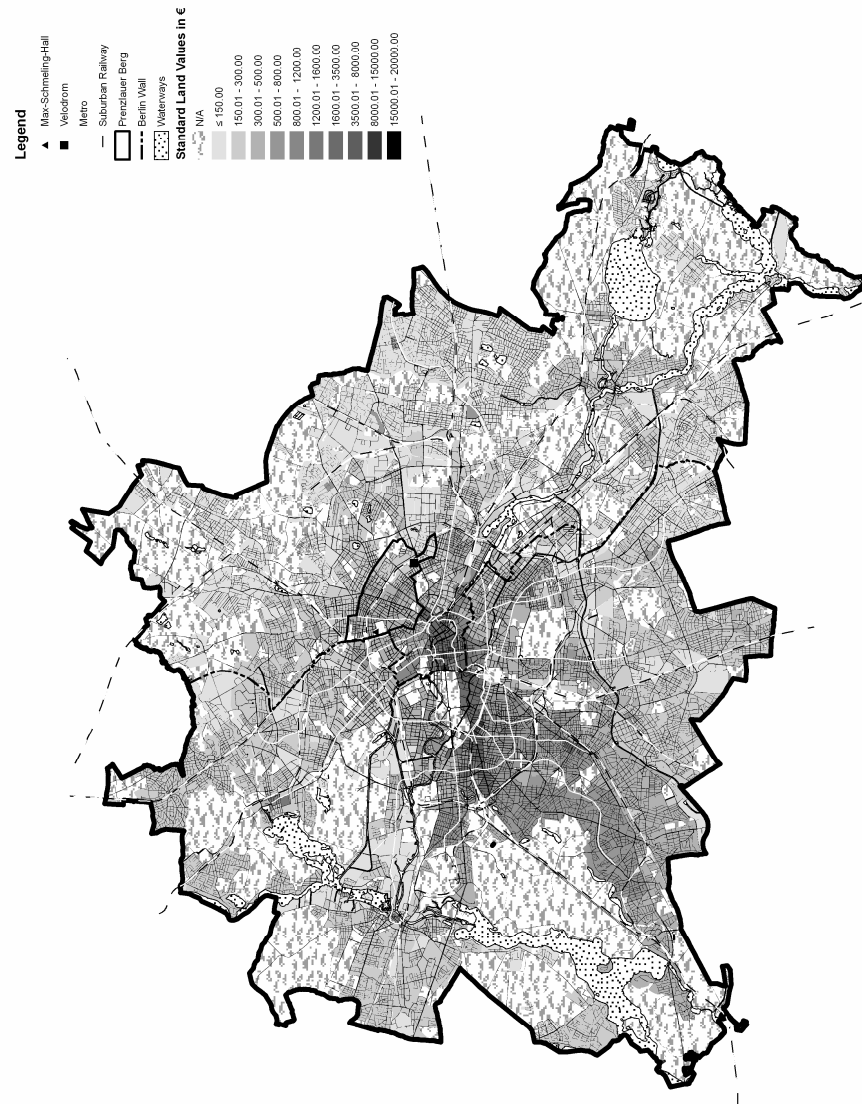 Legend
Max-Schmeling-Hall
Velodrom
Metro
Suburban Railway
Prenzlauer Berg
Berlin Wall
Waterways
Standard Land Values in €
N/A
≤ 150.00
150.01 - 300.00
300.01 - 500.00
500.01 - 800.00
800.01 - 1200.00
1200.01 - 1600.00
1600.01 - 3500.00
3500.01 - 8000.00
8000.01 - 15000.00
15000.01 - 20000.00